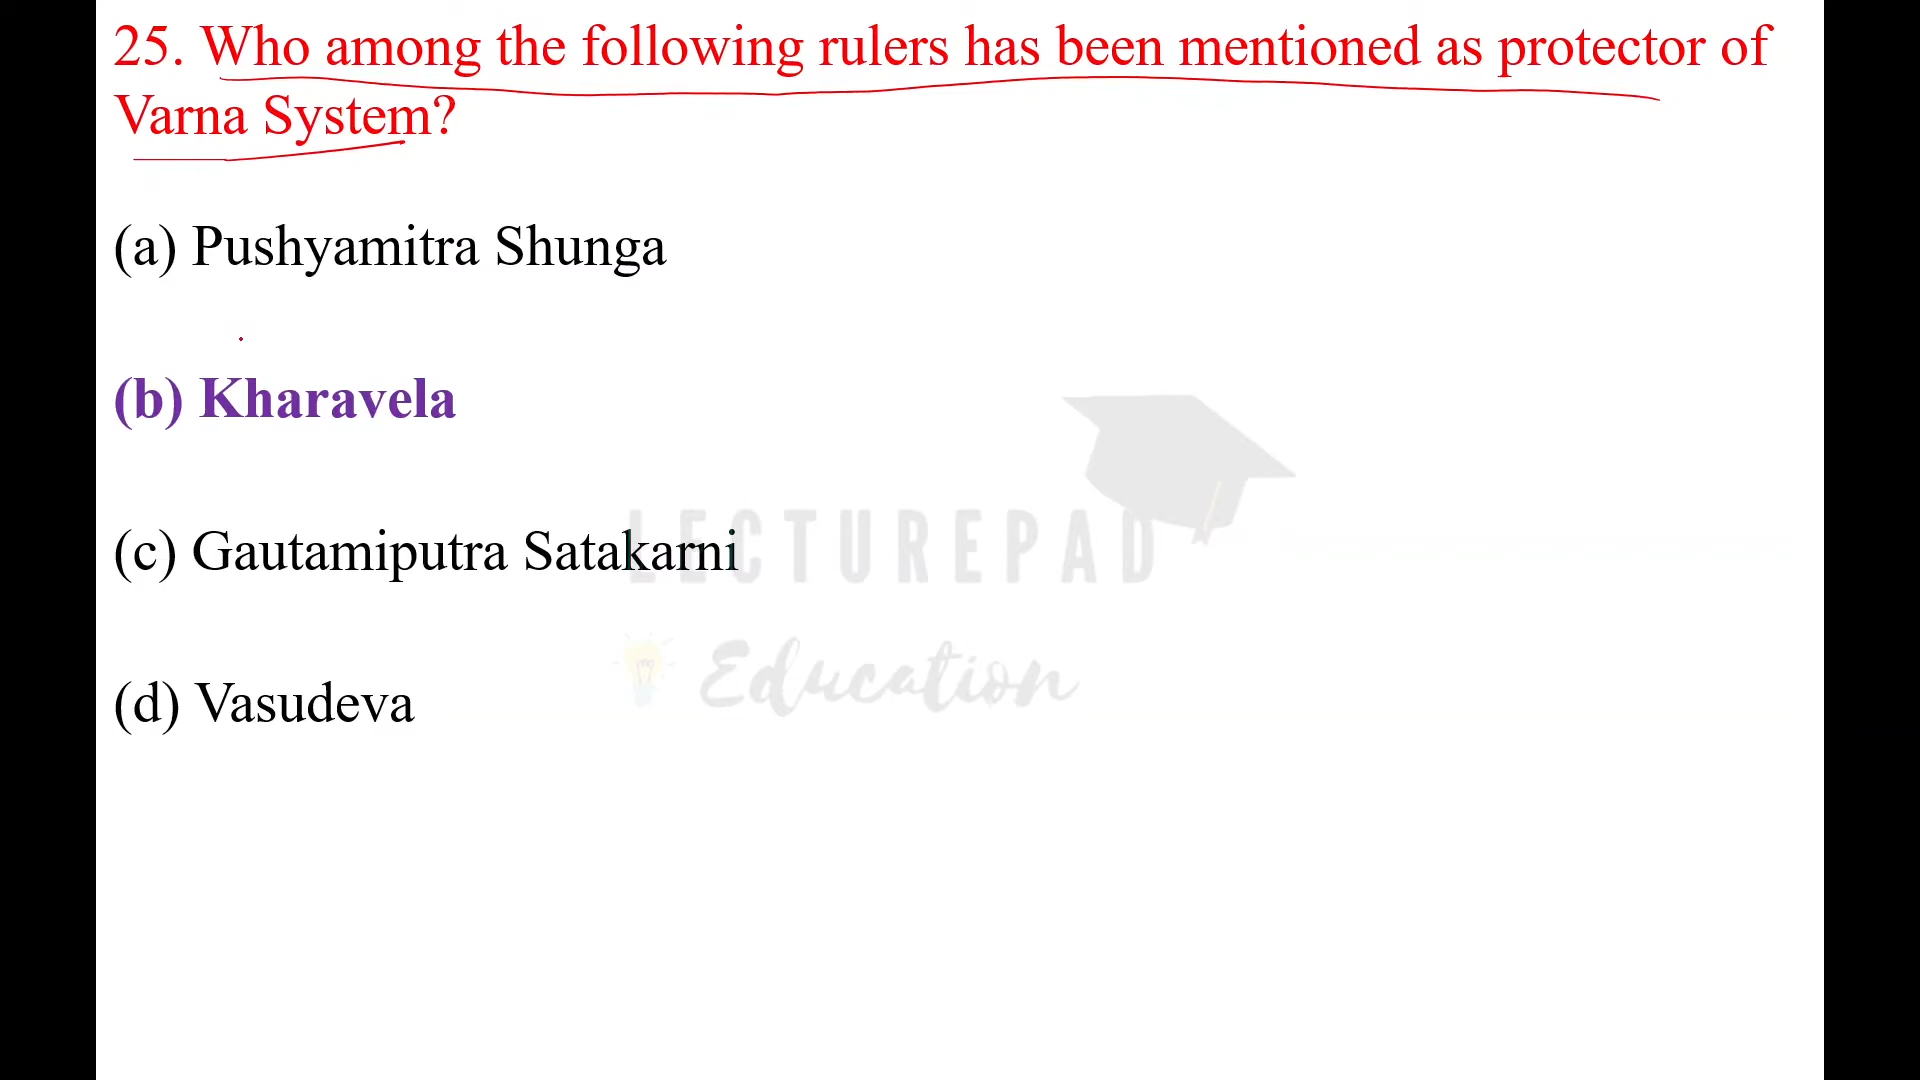 25. Who among the following rulers has been mentioned as protector of
Varna System?
(a) Pushyamitra Shunga
(b) Kharavela
(c) Gautamiputra Satakarni
LECTUREPAD
Education
(d) Vasudeva